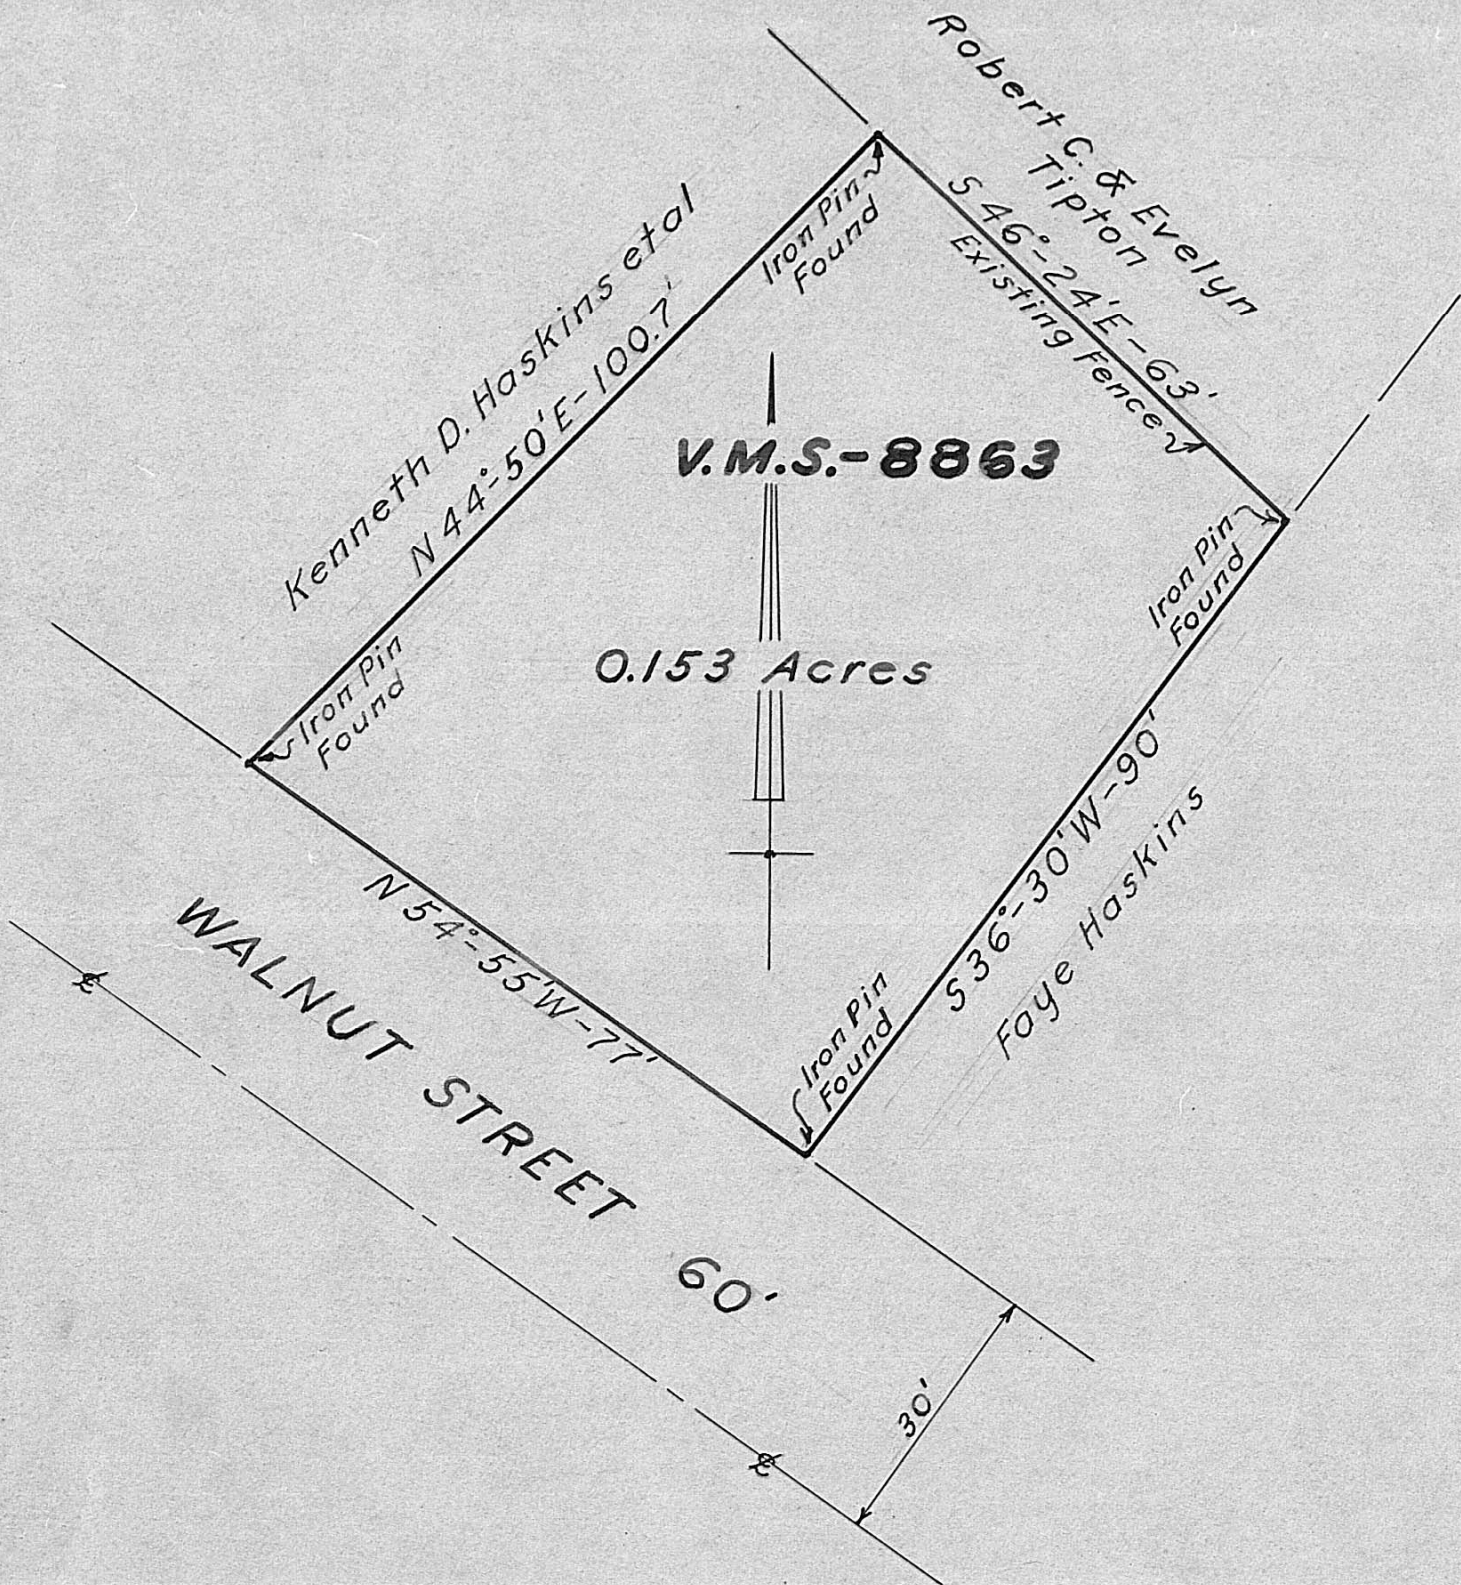 Robert C. & Evelyn
Tipton
S 46°-24'E-63'
Existing Fence
Kenneth D. Haskins etal
N 44°-50'E-100.7'
Iron Pin
Found
V.M.S.-8863
Iron Pin
Found
0.153 Acres
Iron Pin
Found
S 36°-30'W-90'
Faye Haskins
Iron Pin
Found
N 54°-55'W-77'
WALNUT STREET 60'
℄
℄
30'